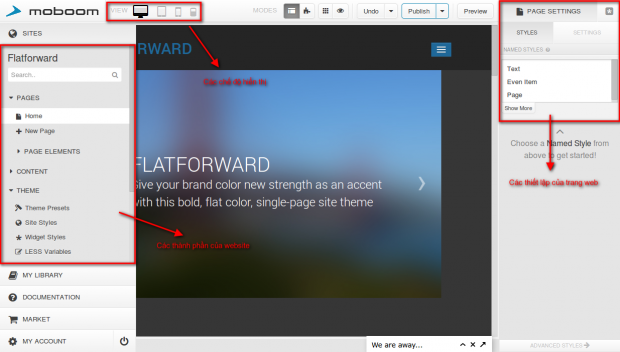 moboom
VIEW
MODES
Undo
Publish
Preview
PAGE SETTINGS
SITES
Flatforward
Search..
PAGES
Home
New Page
PAGE ELEMENTS
CONTENT
THEME
Theme Presets
Site Styles
Widget Styles
LESS Variables
MY LIBRARY
DOCUMENTATION
MARKET
MY ACCOUNT
FORWARD
Các chế độ hiển thị
FLATFORWARD
Give your brand color new strength as an accent
with this bold, flat color, single-page site theme
Các thành phần của website
We are away...
STYLES
SETTINGS
NAMED STYLES
Text
Even Item
Page
Show More
Choose a Named Style from
above to get started!
Các thiết lập của trang web
ADVANCED STYLES